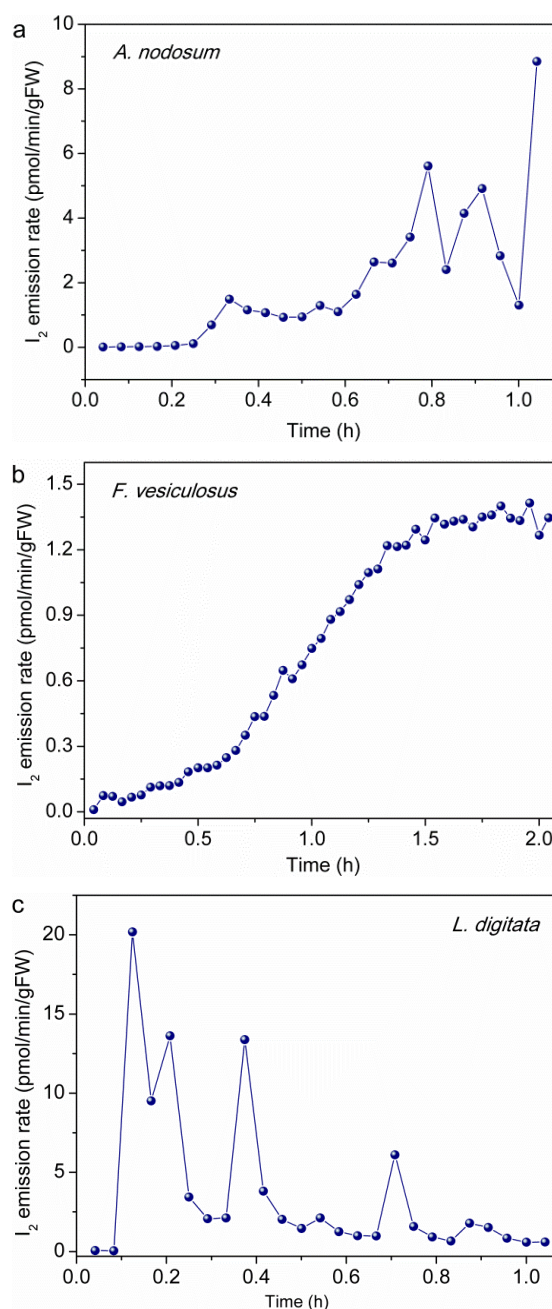 a
A. nodosum
I₂ emission rate (pmol/min/gFW)
10
8
6
4
2
0
0.0 0.2 0.4 0.6 0.8 1.0
Time (h)
b
F. vesiculosus
I₂ emission rate (pmol/min/gFW)
1.5
1.2
0.9
0.6
0.3
0.0
0.0 0.5 1.0 1.5 2.0
Time (h)
c
L. digitata
I₂ emission rate (pmol/min/gFW)
20
15
10
5
0
0.0 0.2 0.4 0.6 0.8 1.0
Time (h)